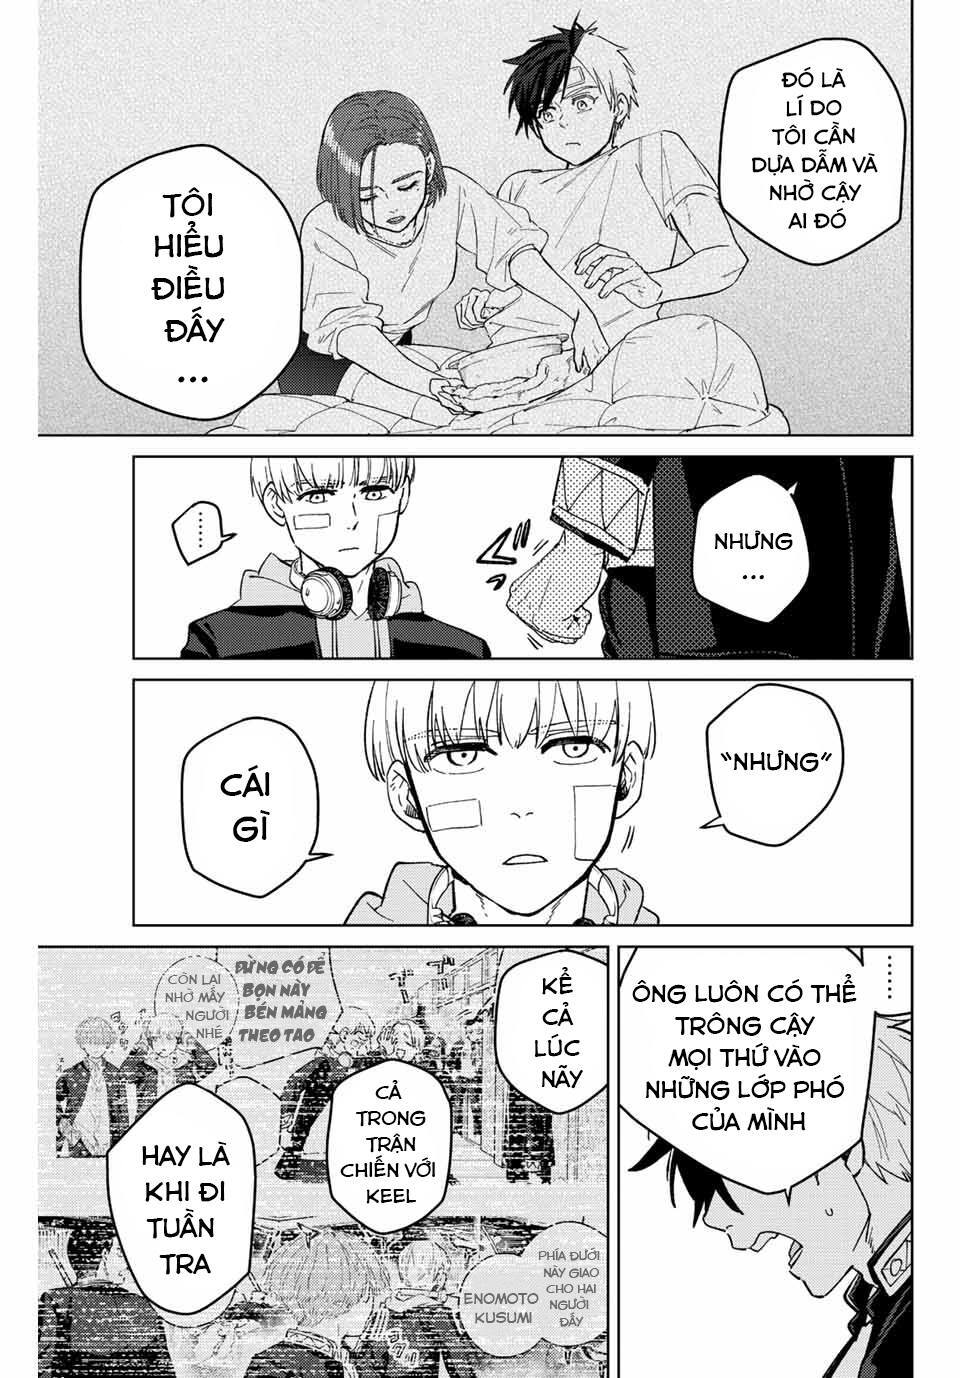 ĐÓ LÀ
LÍ DO
TÔI CẦN
DỰA DẪM VÀ
NHỜ CẬY
AI ĐÓ
TÔI
HIỂU
ĐIỀU
ĐẤY
...
NHƯNG
...
......
"NHƯNG"
CÁI
GÌ
......
ÔNG LUÔN CÓ THỂ
TRÔNG CẬY
MỌI THỨ VÀO
NHỮNG LỚP PHÓ
CỦA MÌNH
KỂ
CẢ
LÚC
NÃY
ĐỪNG CÓ ĐỂ
BỌN NÀY
BÉN MẢNG
THEO TAO
CÒN LẠI
NHỜ MẤY
NGƯỜI
NHÉ
CẢ
TRONG
TRẬN
CHIẾN VỚI
KEEL
HAY LÀ
KHI ĐI
TUẦN
TRA
PHÍA DƯỚI
NÀY GIAO
CHO HAI
NGƯỜI
ĐẤY
ENOMOTO
KUSUMI